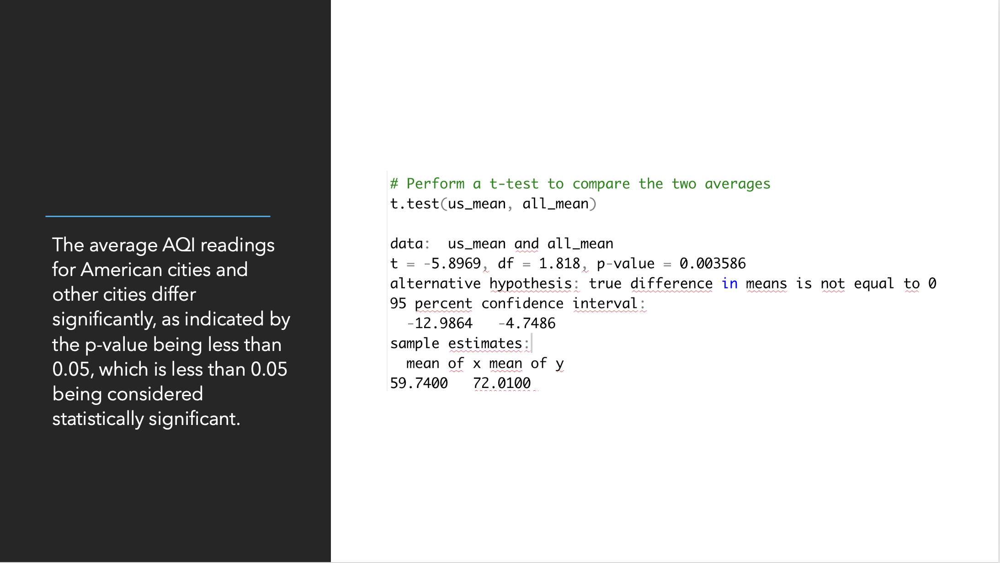 The average AQI readings
for American cities and
other cities differ
significantly, as indicated by
the p-value being less than
0.05, which is less than 0.05
being considered
statistically significant.
# Perform a t-test to compare the two averages
t.test(us_mean, all_mean)
data:  us_mean and all_mean
t = -5.8969, df = 1.818, p-value = 0.003586
alternative hypothesis: true difference in means is not equal to 0
95 percent confidence interval:
  -12.9864   -4.7486
sample estimates:
  mean of x mean of y
59.7400   72.0100